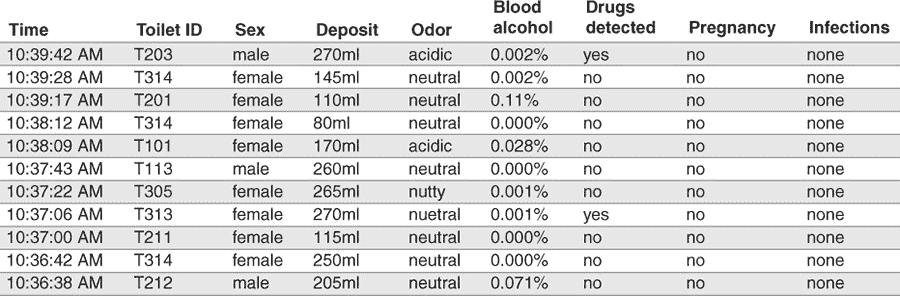 Time Toilet ID Sex Deposit Odor Blood alcohol Drugs detected Pregnancy Infections
10:39:42 AM T203 male 270ml acidic 0.002% yes no none
10:39:28 AM T314 female 145ml neutral 0.002% no no none
10:39:17 AM T201 female 110ml neutral 0.11% no no none
10:38:12 AM T314 female 80ml neutral 0.000% no no none
10:38:09 AM T101 female 170ml acidic 0.028% no no none
10:37:43 AM T113 male 260ml neutral 0.000% no no none
10:37:22 AM T305 female 265ml nutty 0.001% no no none
10:37:06 AM T313 female 270ml nuetral 0.001% yes no none
10:37:00 AM T211 female 115ml neutral 0.000% no no none
10:36:42 AM T314 female 250ml neutral 0.000% no no none
10:36:38 AM T212 male 205ml neutral 0.071% no no none